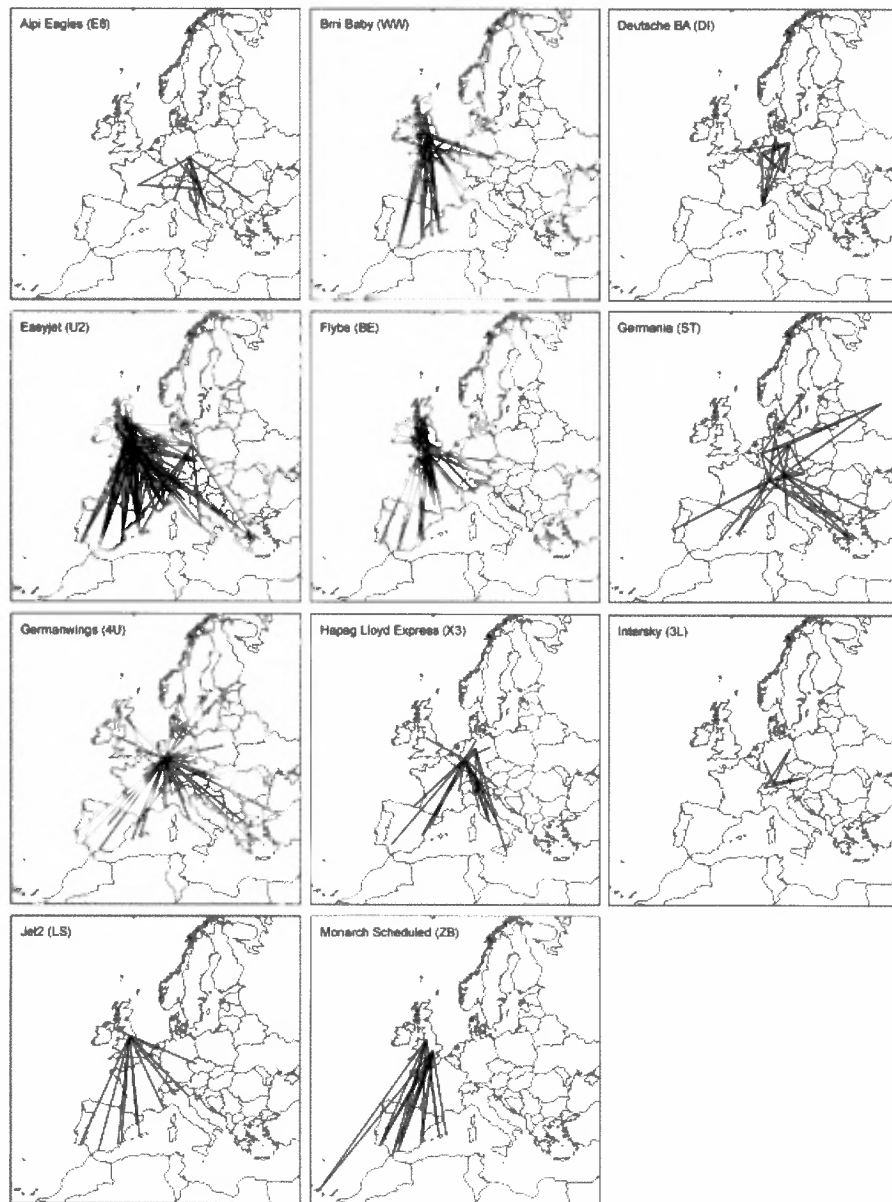 Alpi Eagles (E8)
Bmi Baby (WW)
Deutsche BA (DI)
Easyjet (U2)
Flybe (BE)
Germania (ST)
Germanwings (4U)
Hapag Lloyd Express (X3)
Intersky (3L)
Jet2 (LS)
Monarch Scheduled (ZB)